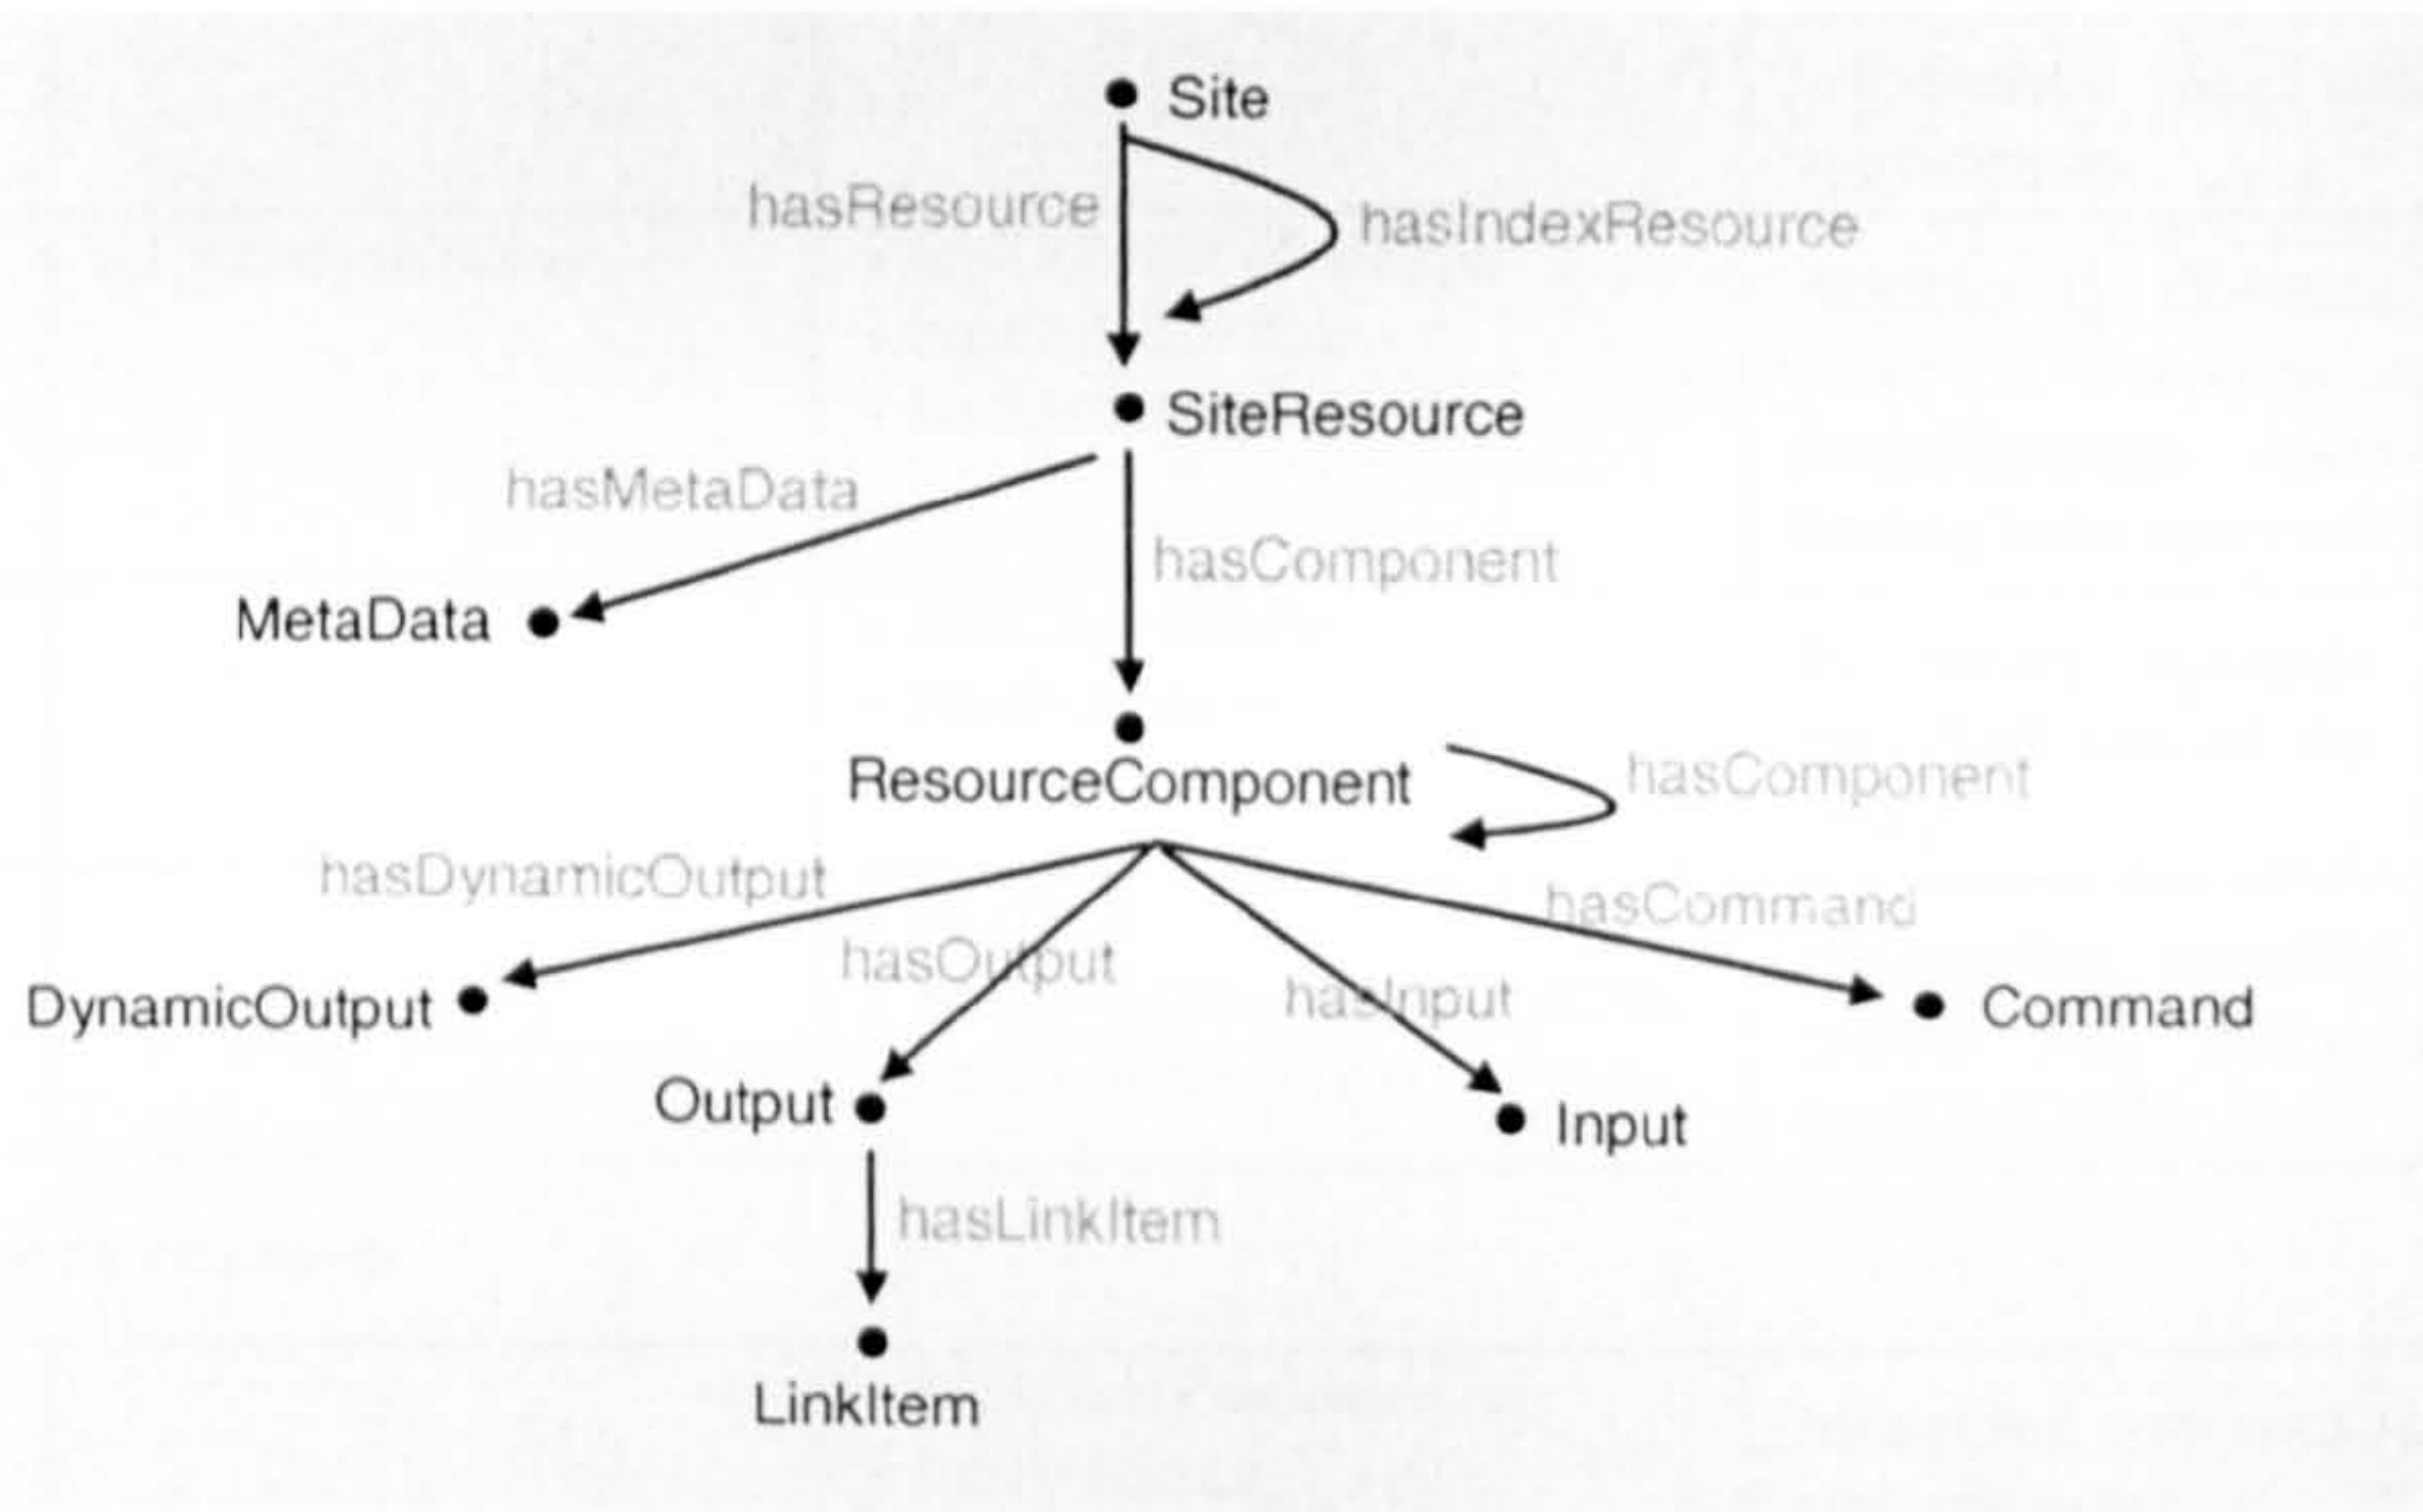 Site
hasResource
hasIndexResource
SiteResource
hasMetaData
hasComponent
MetaData
ResourceComponent
hasComponent
hasDynamicOutput
hasCommand
hasOutput
hasInput
DynamicOutput
Command
Output
Input
hasLinkItem
LinkItem